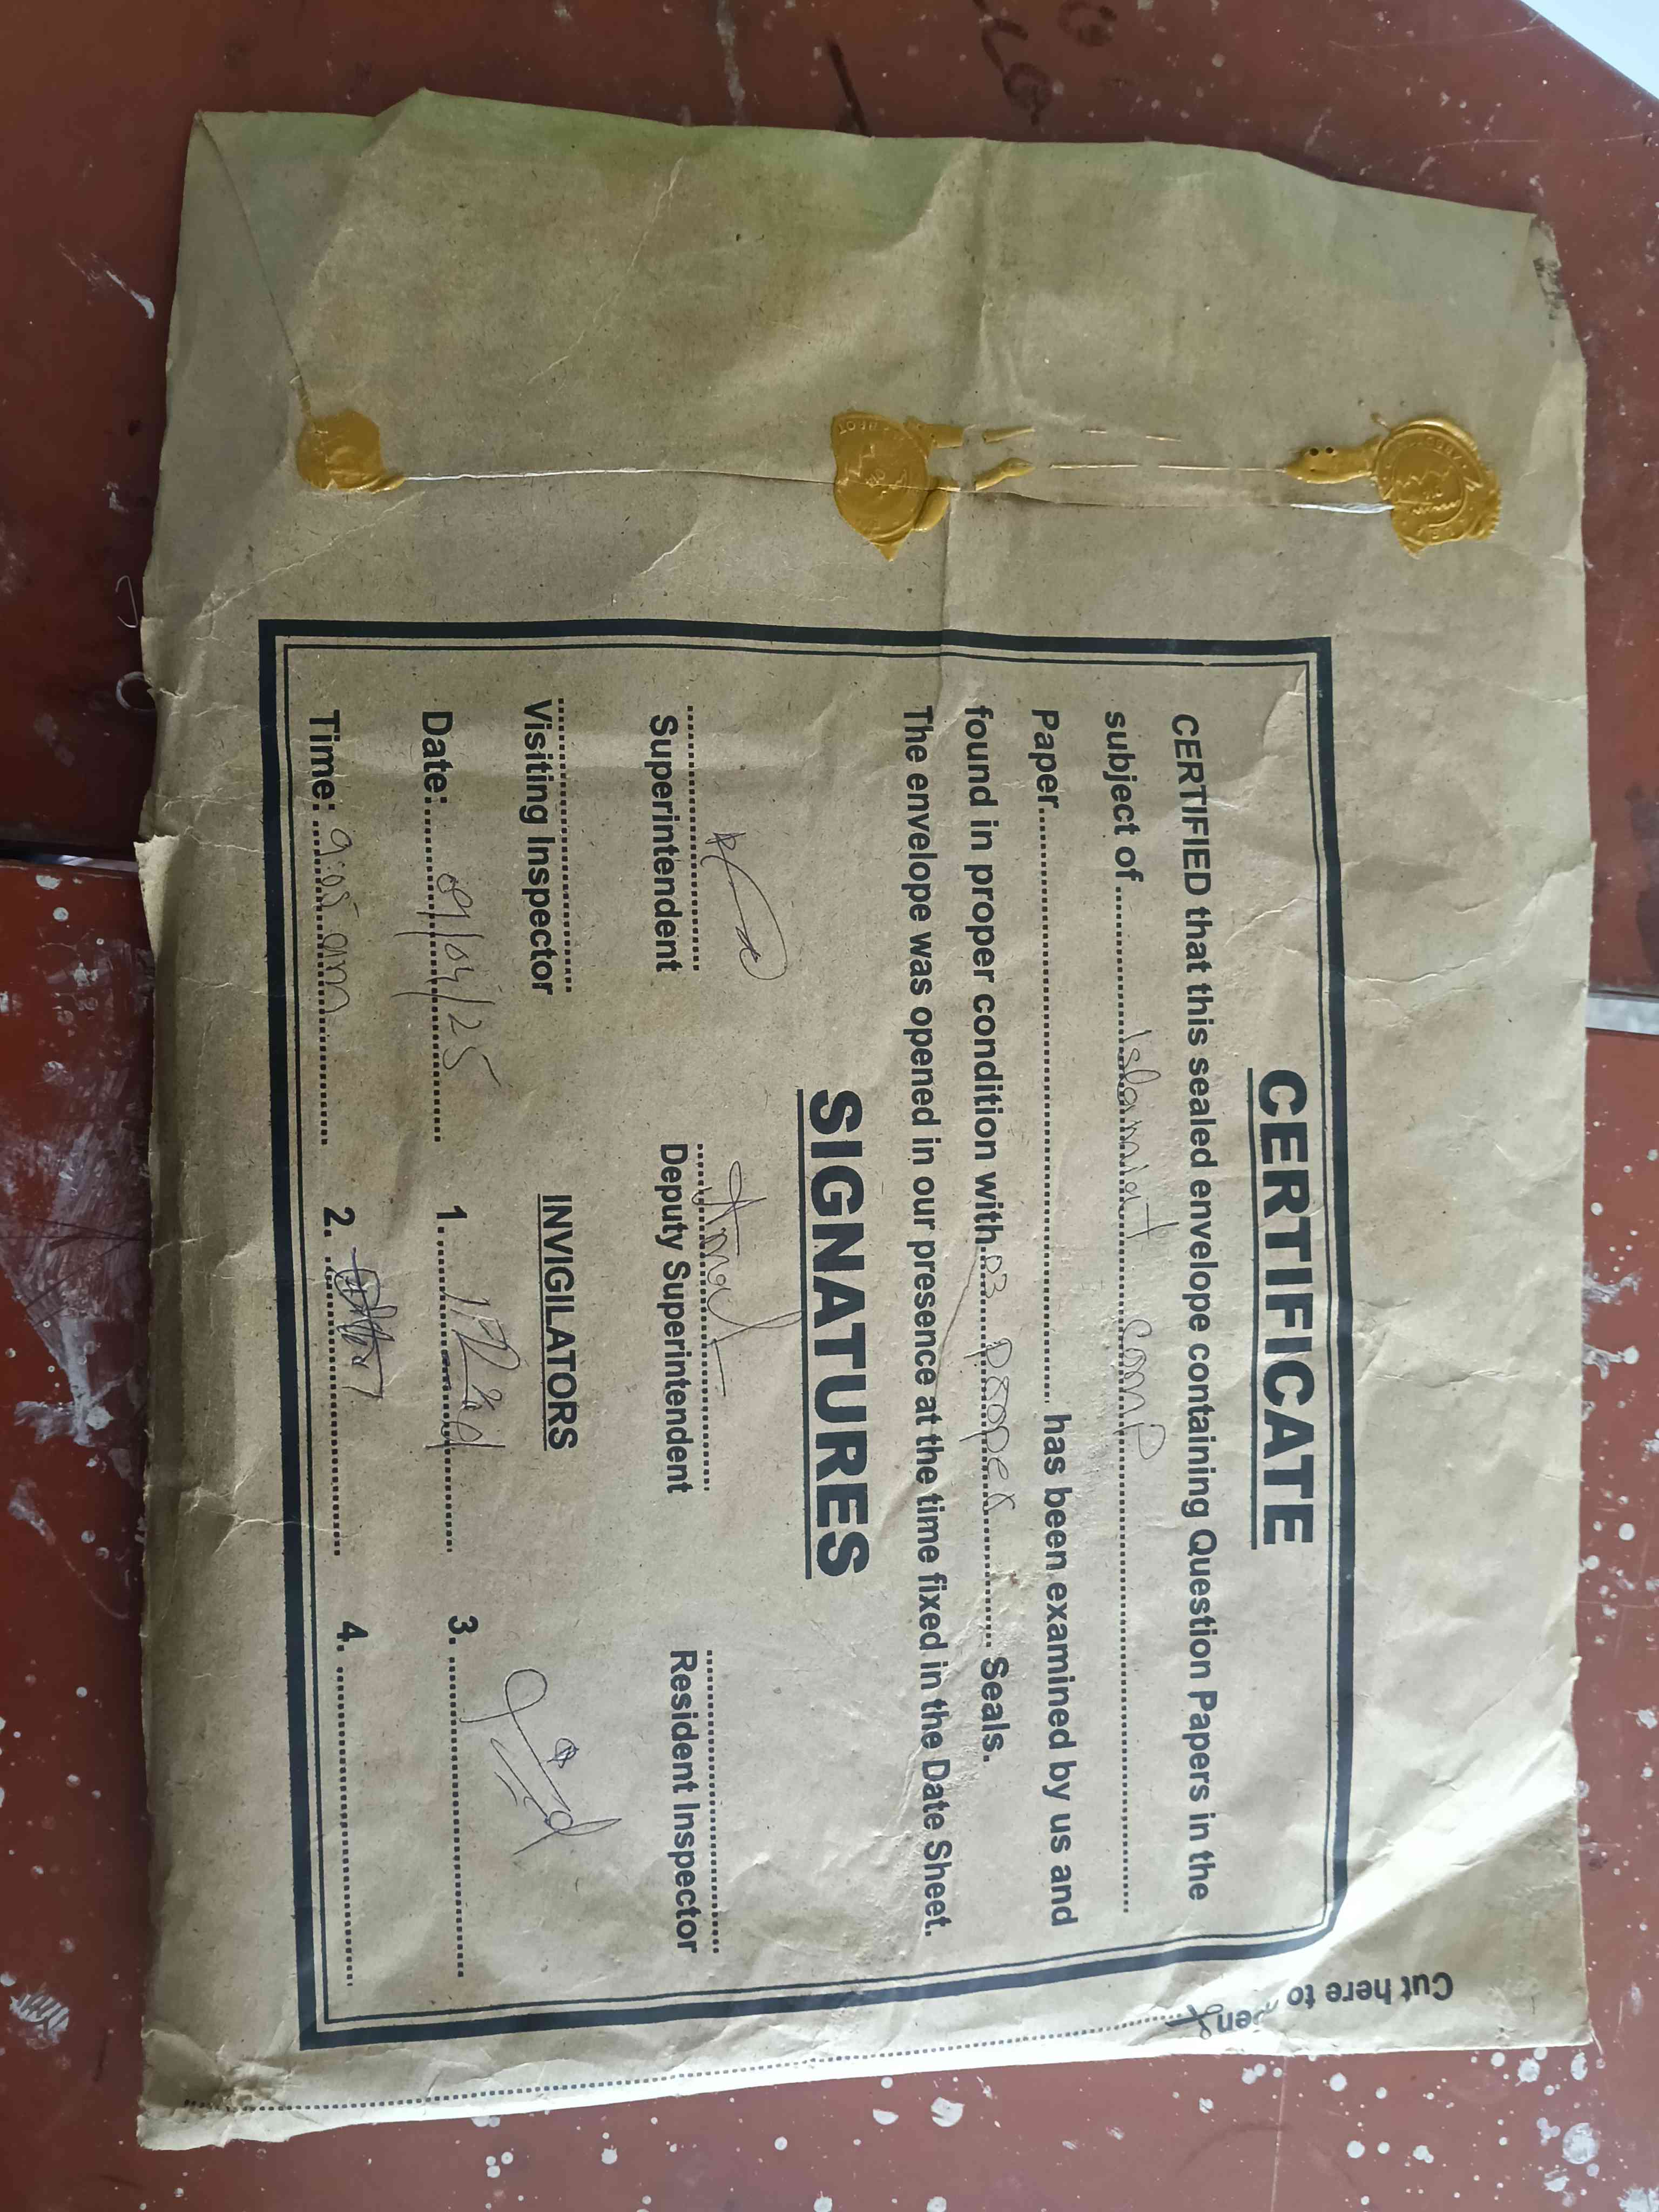 CERTIFICATE
CERTIFIED that this sealed envelope containing Question Papers in the
subject of Islamiat Comp
Paper has been examined by us and
found in proper condition with 03 proper Seals.
The envelope was opened in our presence at the time fixed in the Date Sheet.
SIGNATURES
Superintendent Deputy Superintendent Resident Inspector
Visiting Inspector INVIGILATORS
Date: 09/04/25 1. 3.
Time: 9:05 am 2. 4.
Cut here to